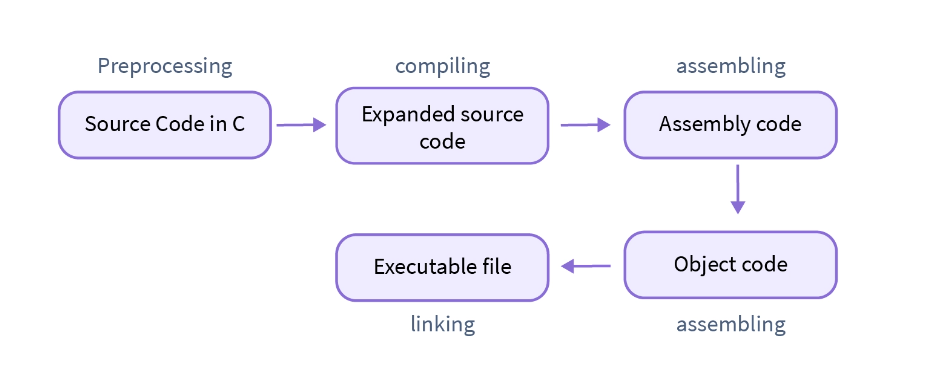 Preprocessing
compiling
assembling
Source Code in C
Expanded source
code
Assembly code
Executable file
Object code
linking
assembling